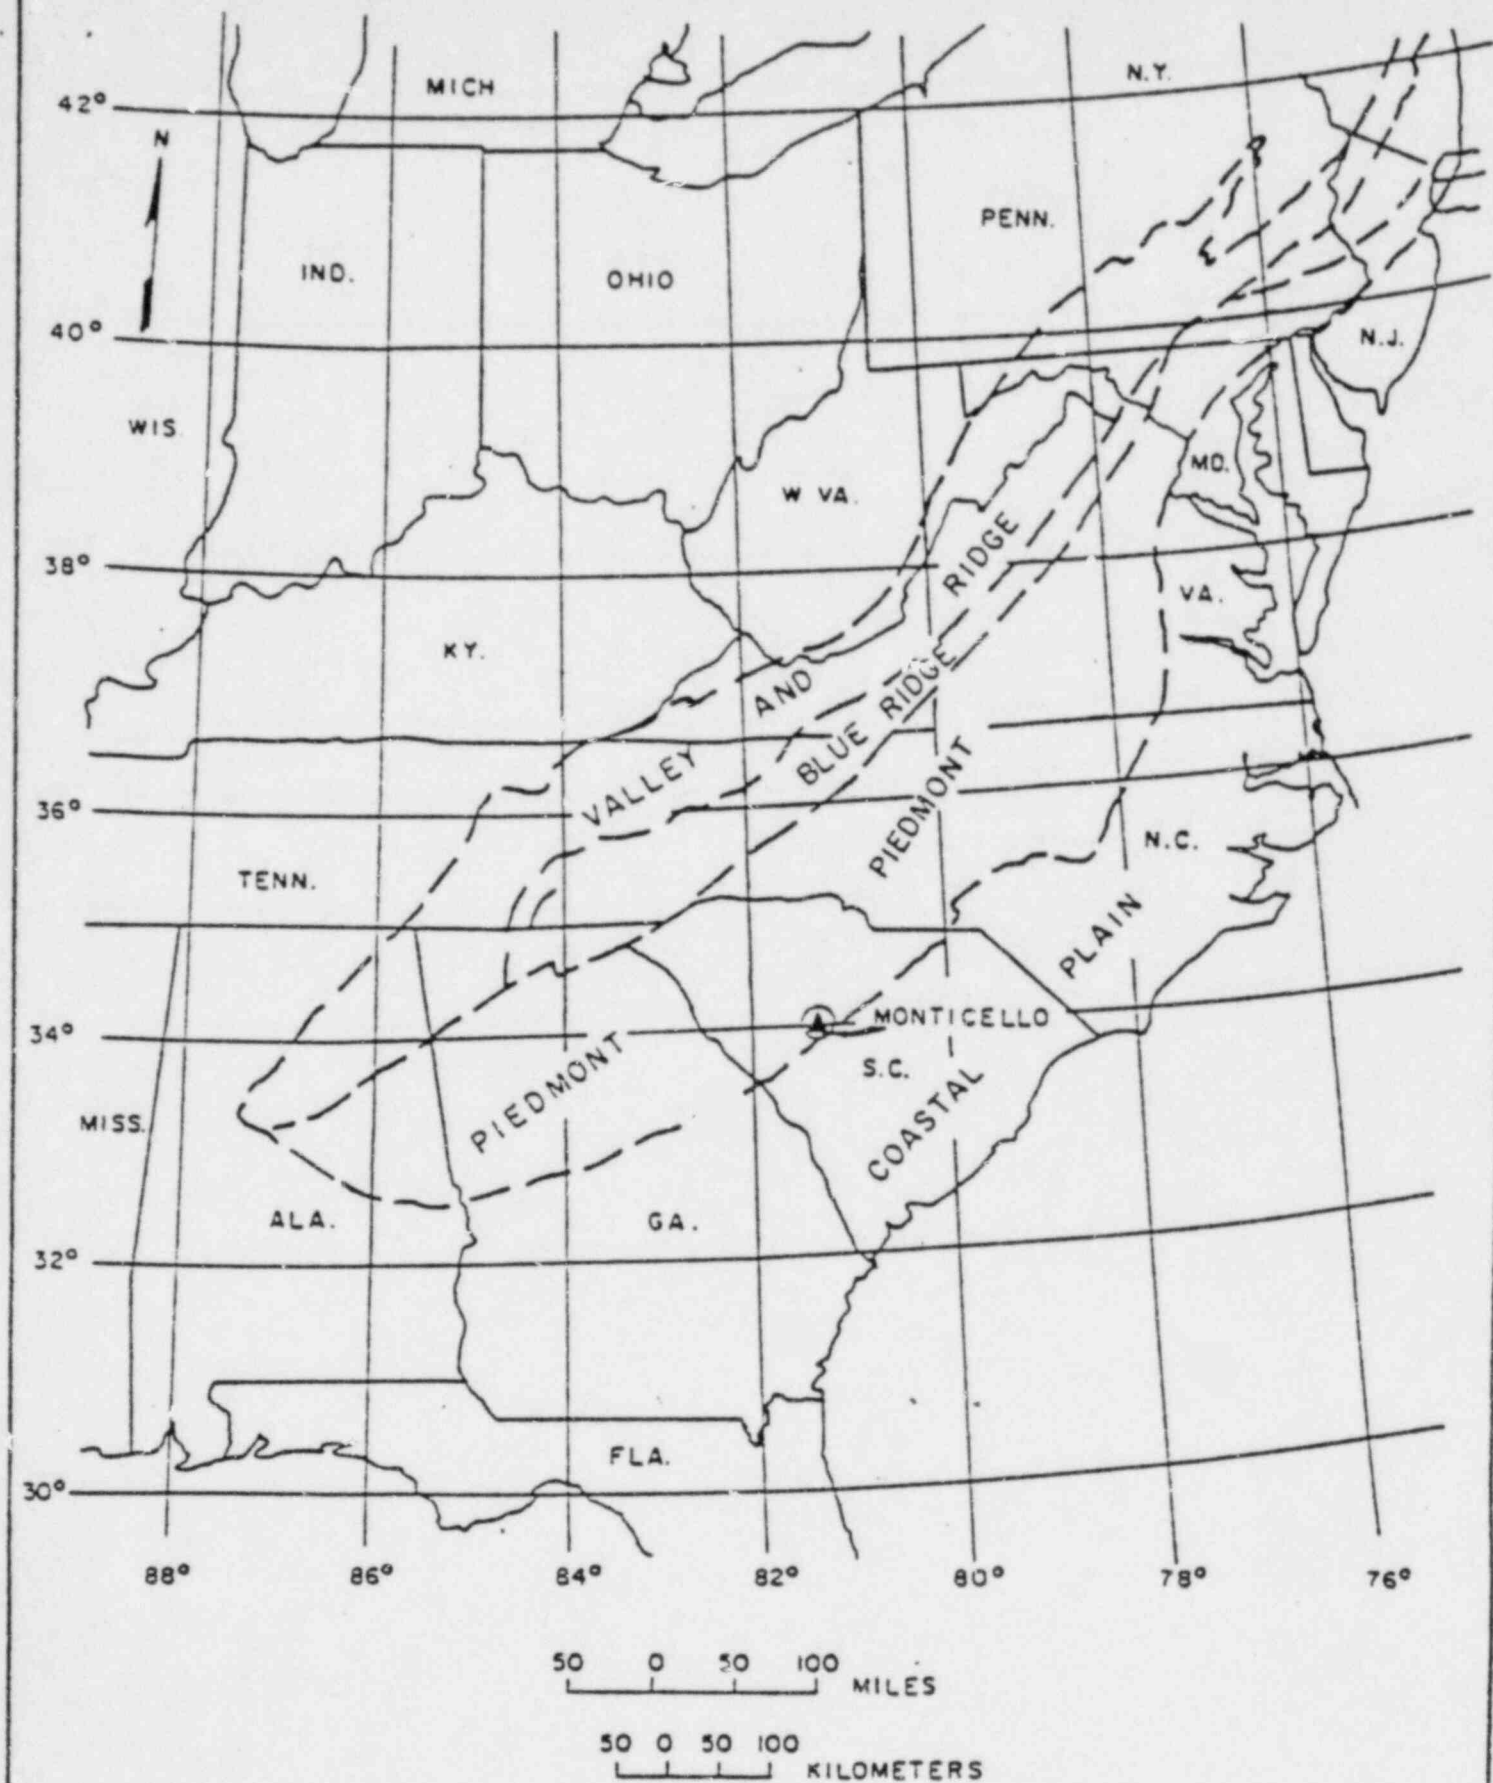 MICH
N.Y.
42°
N
PENN.
IND.
OHIO
40°
N.J.
WIS
MD.
W VA.
38°
VALLEY AND RIDGE
VA.
KY.
BLUE RIDGE
36°
PIEDMONT
N.C.
TENN.
COASTAL PLAIN
34°
MONTICELLO
S.C.
PIEDMONT
MISS.
ALA.
GA.
32°
FLA.
30°
88° 86° 84° 82° 80° 78° 76°
50 0 50 100
MILES
50 0 50 100
KILOMETERS